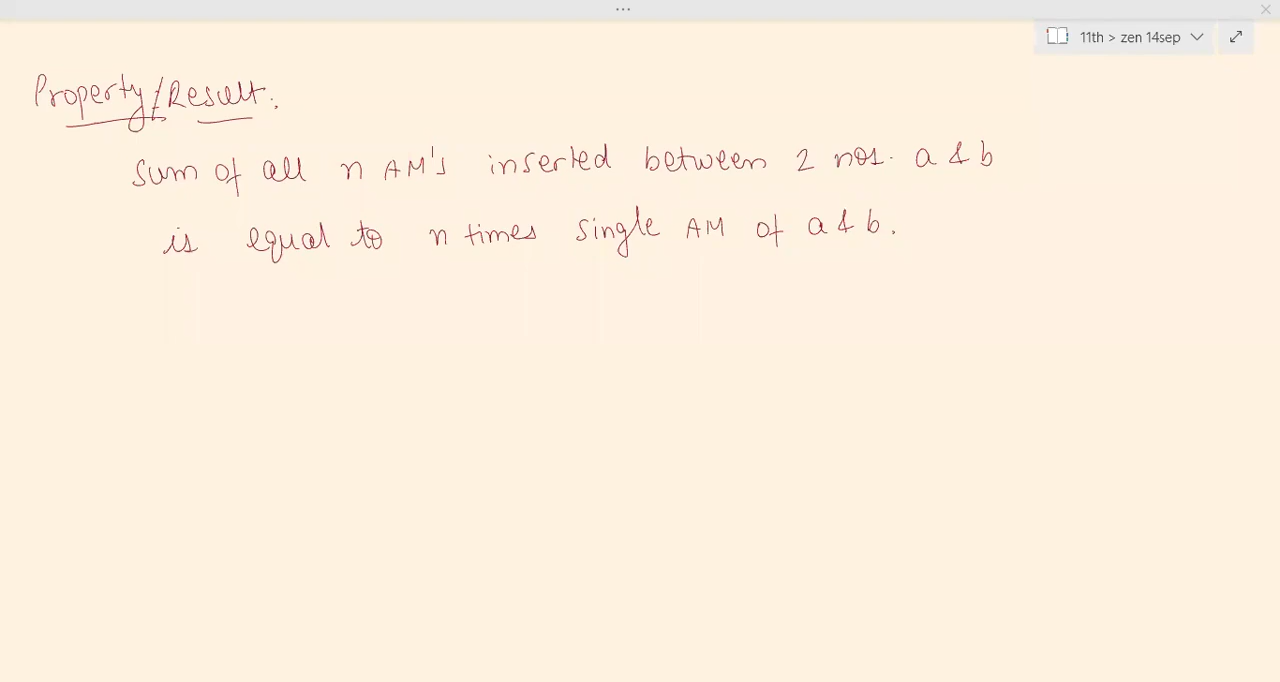 11th > zen 14sep
Property/Result:
Sum of all n AM's inserted between 2 nos. a & b
is equal to n times single AM of a & b.